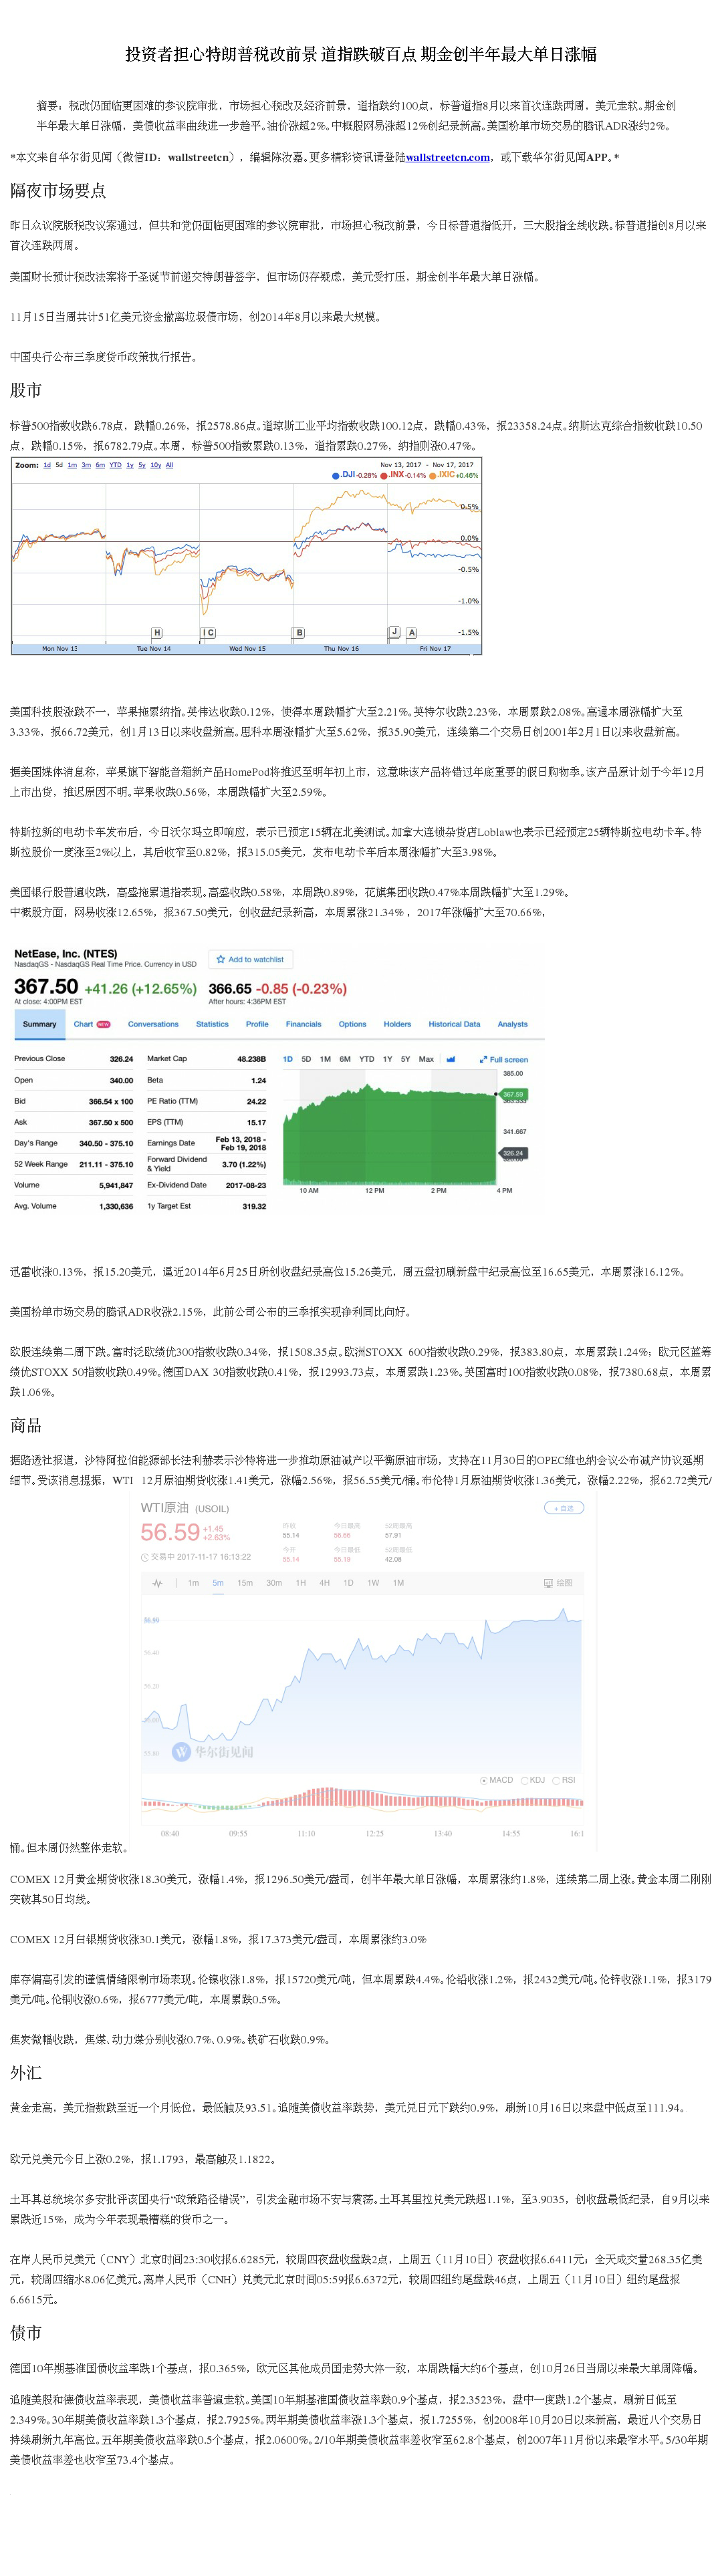 投资者担心特朗普税改前景 道指跌破百点 期金创半年最大单日涨幅
摘要：税改仍面临更困难的参议院审批，市场担心税改及经济前景，道指跌约100点，标普道指8月以来首次连跌两周，美元走软。期金创
半年最大单日涨幅，美债收益率曲线进一步趋平。油价涨超2%。中概股网易涨超12%创纪录新高。美国粉单市场交易的腾讯ADR涨约2%。
*本文来自华尔街见闻（微信ID：wallstreetcn），编辑陈汝嘉。更多精彩资讯请登陆wallstreetcn.com，或下载华尔街见闻APP。*
隔夜市场要点
昨日众议院版税改议案通过，但共和党仍面临更困难的参议院审批，市场担心税改前景，今日标普道指低开，三大股指全线收跌。标普道指创8月以来
首次连跌两周。
美国财长预计税改法案将于圣诞节前递交特朗普签字，但市场仍存疑虑，美元受打压，期金创半年最大单日涨幅。
11月15日当周共计51亿美元资金撤离垃圾债市场，创2014年8月以来最大规模。
中国央行公布三季度货币政策执行报告。
股市
标普500指数收跌6.78点，跌幅0.26%，报2578.86点。道琼斯工业平均指数收跌100.12点，跌幅0.43%，报23358.24点。纳斯达克综合指数收跌10.50
点，跌幅0.15%，报6782.79点。本周，标普500指数累跌0.13%，道指累跌0.27%，纳指则涨0.47%。
Zoom: 1d 5d 1m 3m 6m YTD 1y 5y 10y All Nov 13, 2017 - Nov 17, 2017
.DJI -0.28% .INX -0.14% .IXIC +0.46%
0.5%
0.0%
-0.5%
-1.0%
-1.5%
H I C B J A
Mon Nov 13 Tue Nov 14 Wed Nov 15 Thu Nov 16 Fri Nov 17
美国科技股涨跌不一，苹果拖累纳指。英伟达收跌0.12%，使得本周跌幅扩大至2.21%。英特尔收跌2.23%，本周累跌2.08%。高通本周涨幅扩大至
3.33%，报66.72美元，创1月13日以来收盘新高。思科本周涨幅扩大至5.62%，报35.90美元，连续第二个交易日创2001年2月1日以来收盘新高。
据美国媒体消息称，苹果旗下智能音箱新产品HomePod将推迟至明年初上市，这意味该产品将错过年底重要的假日购物季。该产品原计划于今年12月
上市出货，推迟原因不明。苹果收跌0.56%，本周跌幅扩大至2.59%。
特斯拉新的电动卡车发布后，今日沃尔玛立即响应，表示已预定15辆在北美测试。加拿大连锁杂货店Loblaw也表示已经预定25辆特斯拉电动卡车。特
斯拉股价一度涨至2%以上，其后收窄至0.82%，报315.05美元，发布电动卡车后本周涨幅扩大至3.98%。
美国银行股普遍收跌，高盛拖累道指表现。高盛收跌0.58%，本周跌0.89%，花旗集团收跌0.47%本周跌幅扩大至1.29%。
中概股方面，网易收涨12.65%，报367.50美元，创收盘纪录新高，本周累涨21.34%，2017年涨幅扩大至70.66%，
NetEase, Inc. (NTES) Add to watchlist
NasdaqGS - NasdaqGS Real Time Price. Currency in USD
367.50 +41.26 (+12.65%) 366.65 -0.85 (-0.23%)
At close: 4:00PM EST After hours: 4:36PM EST
Summary Chart NEW Conversations Statistics Profile Financials Options Holders Historical Data Analysts
Previous Close 326.24 Market Cap 48.238B 1D 5D 1M 6M YTD 1Y 5Y Max Full screen
Open 340.00 Beta 1.24 385.00
Bid 366.54 x 100 PE Ratio (TTM) 24.22 367.59
Ask 367.50 x 500 EPS (TTM) 15.17
Day's Range 340.50 - 375.10 Earnings Date Feb 13, 2018 - Feb 19, 2018 341.667
52 Week Range 211.11 - 375.10 Forward Dividend & Yield 3.70 (1.22%) 326.24
Volume 5,941,847 Ex-Dividend Date 2017-08-23
10 AM 12 PM 2 PM 4 PM
Avg. Volume 1,330,636 1y Target Est 319.32
迅雷收涨0.13%，报15.20美元，逼近2014年6月25日所创收盘纪录高位15.26美元，周五盘初刷新盘中纪录高位至16.65美元，本周累涨16.12%。
美国粉单市场交易的腾讯ADR收涨2.15%，此前公司公布的三季报实现净利同比向好。
欧股连续第二周下跌。富时泛欧绩优300指数收跌0.34%，报1508.35点。欧洲STOXX 600指数收跌0.29%，报383.80点，本周累跌1.24%；欧元区蓝筹
绩优STOXX 50指数收跌0.49%。德国DAX 30指数收跌0.41%，报12993.73点，本周累跌1.23%。英国富时100指数收跌0.08%，报7380.68点，本周累
跌1.06%。
商品
据路透社报道，沙特阿拉伯能源部长法利赫表示沙特将进一步推动原油减产以平衡原油市场，支持在11月30日的OPEC维也纳会议公布减产协议延期
细节。受该消息提振，WTI 12月原油期货收涨1.41美元，涨幅2.56%，报56.55美元/桶。布伦特1月原油期货收涨1.36美元，涨幅2.22%，报62.72美元/
WTI原油 (USOIL) + 自选
56.59 +1.45 +2.63%
昨收 今日最高 52周最高
55.14 56.66 57.91
今开 今日最低 52周最低
55.14 55.19 42.08
交易中 2017-11-17 16:13:22
1m 5m 15m 30m 1H 4H 1D 1W 1M 绘图
56.40
56.20
56.00
55.80
华尔街见闻
MACD KDJ RSI
08:40 09:55 11:10 12:25 13:40 14:55 16:1
桶。但本周仍然整体走软。
COMEX 12月黄金期货收涨18.30美元，涨幅1.4%，报1296.50美元/盎司，创半年最大单日涨幅，本周累涨约1.8%，连续第二周上涨。黄金本周二刚刚
突破其50日均线。
COMEX 12月白银期货收涨30.1美元，涨幅1.8%，报17.373美元/盎司，本周累涨约3.0%
库存偏高引发的谨慎情绪限制市场表现。伦镍收涨1.8%，报15720美元/吨，但本周累跌4.4%。伦铅收涨1.2%，报2432美元/吨。伦锌收涨1.1%，报3179
美元/吨。伦铜收涨0.6%，报6777美元/吨，本周累跌0.5%。
焦炭微幅收跌，焦煤、动力煤分别收涨0.7%、0.9%。铁矿石收跌0.9%。
外汇
黄金走高，美元指数跌至近一个月低位，最低触及93.51。追随美债收益率跌势，美元兑日元下跌约0.9%，刷新10月16日以来盘中低点至111.94。
欧元兑美元今日上涨0.2%，报1.1793，最高触及1.1822。
土耳其总统埃尔多安批评该国央行“政策路径错误”，引发金融市场不安与震荡。土耳其里拉兑美元跌超1.1%，至3.9035，创收盘最低纪录，自9月以来
累跌近15%，成为今年表现最糟糕的货币之一。
在岸人民币兑美元（CNY）北京时间23:30收报6.6285元，较周四夜盘收盘跌2点，上周五（11月10日）夜盘收报6.6411元；全天成交量268.35亿美
元，较周四缩水8.06亿美元。离岸人民币（CNH）兑美元北京时间05:59报6.6372元，较周四纽约尾盘跌46点，上周五（11月10日）纽约尾盘报
6.6615元。
债市
德国10年期基准国债收益率跌1个基点，报0.365%，欧元区其他成员国走势大体一致，本周跌幅大约6个基点，创10月26日当周以来最大单周降幅。
追随美股和德债收益率表现，美债收益率普遍走软。美国10年期基准国债收益率跌0.9个基点，报2.3523%，盘中一度跌1.2个基点，刷新日低至
2.349%。30年期美债收益率跌1.3个基点，报2.7925%。两年期美债收益率涨1.3个基点，报1.7255%，创2008年10月20日以来新高，最近八个交易日
持续刷新九年高位。五年期美债收益率跌0.5个基点，报2.0600%。2/10年期美债收益率差收窄至62.8个基点，创2007年11月份以来最窄水平。5/30年期
美债收益率差也收窄至73.4个基点。